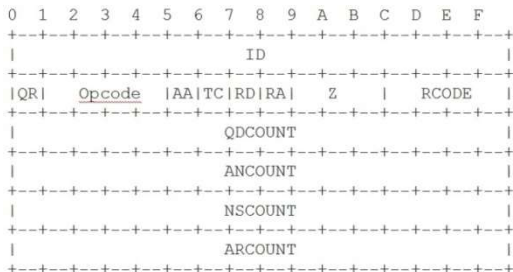 0 1 2 3 4 5 6 7 8 9 A B C D E F
+--+--+--+--+--+--+--+--+--+--+--+--+--+--+--+--+
| ID |
+--+--+--+--+--+--+--+--+--+--+--+--+--+--+--+--+
|QR| Opcode |AA|TC|RD|RA| Z | RCODE |
+--+--+--+--+--+--+--+--+--+--+--+--+--+--+--+--+
| QDCOUNT |
+--+--+--+--+--+--+--+--+--+--+--+--+--+--+--+--+
| ANCOUNT |
+--+--+--+--+--+--+--+--+--+--+--+--+--+--+--+--+
| NSCOUNT |
+--+--+--+--+--+--+--+--+--+--+--+--+--+--+--+--+
| ARCOUNT |
+--+--+--+--+--+--+--+--+--+--+--+--+--+--+--+--+